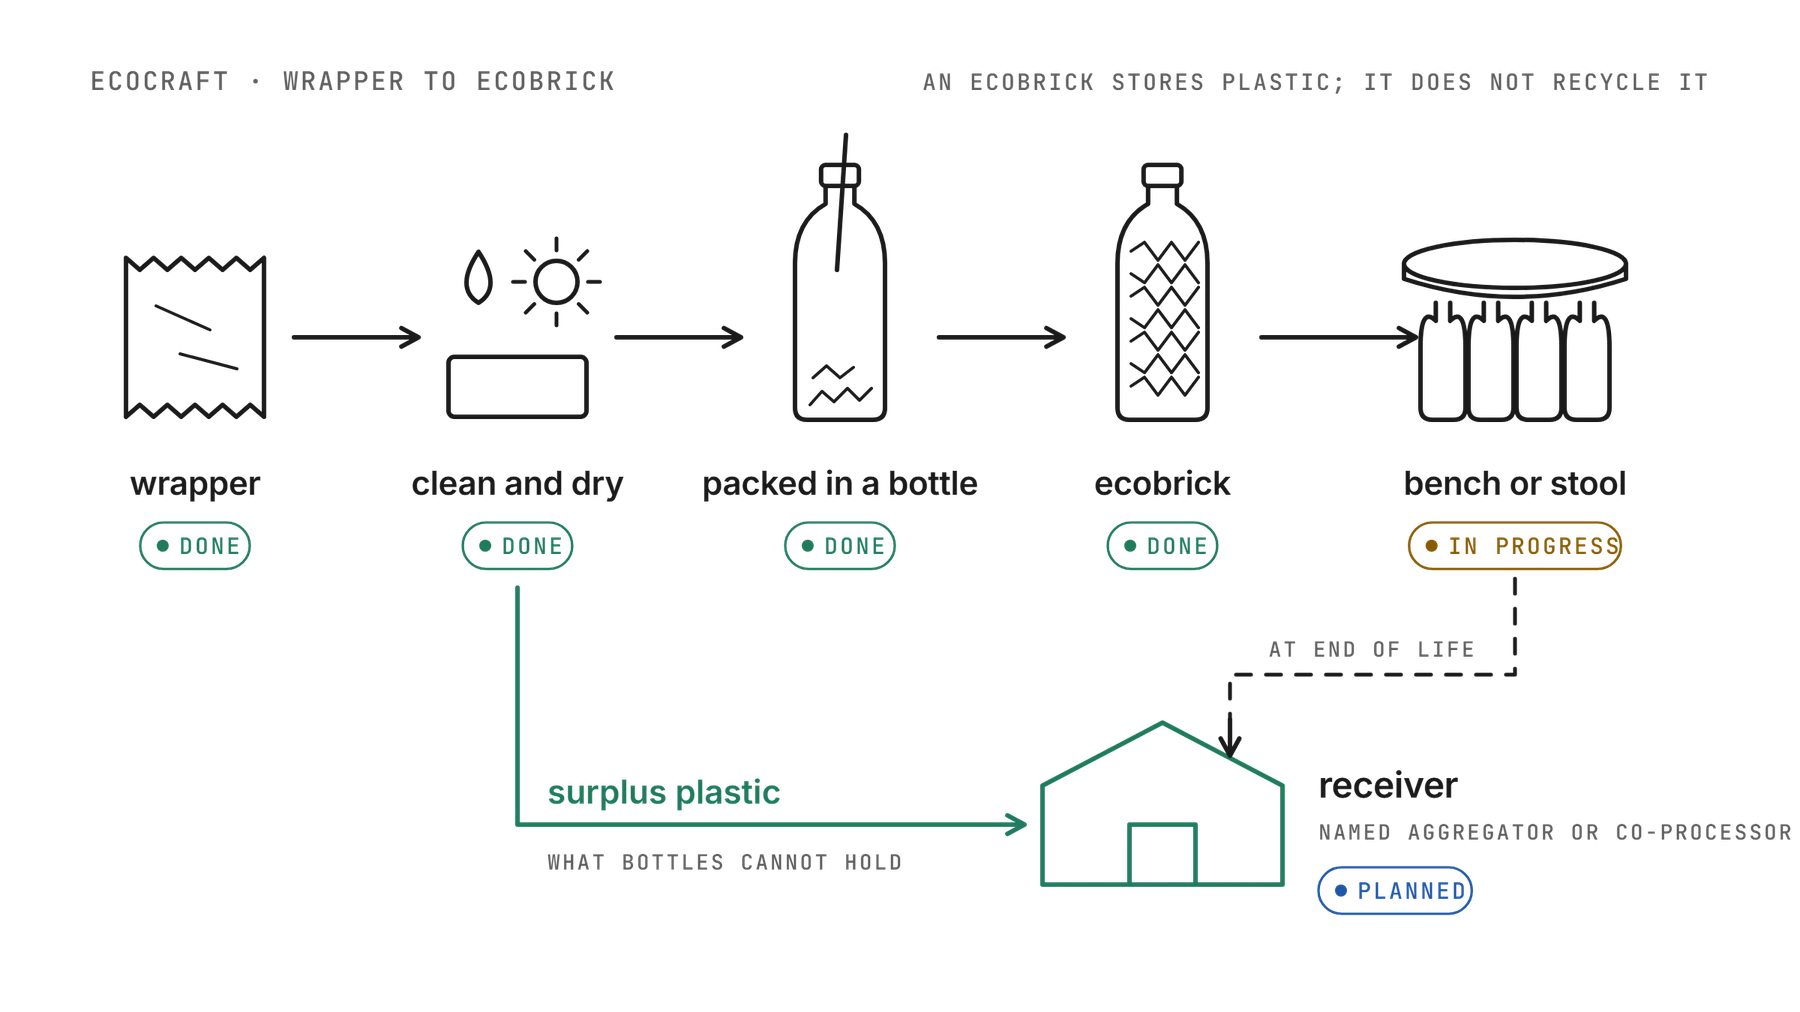 ECOCRAFT · WRAPPER TO ECOBRICK
AN ECOBRICK STORES PLASTIC; IT DOES NOT RECYCLE IT
wrapper
clean and dry
packed in a bottle
ecobrick
bench or stool
DONE
DONE
DONE
DONE
IN PROGRESS
AT END OF LIFE
surplus plastic
WHAT BOTTLES CANNOT HOLD
receiver
NAMED AGGREGATOR OR CO-PROCESSOR
PLANNED